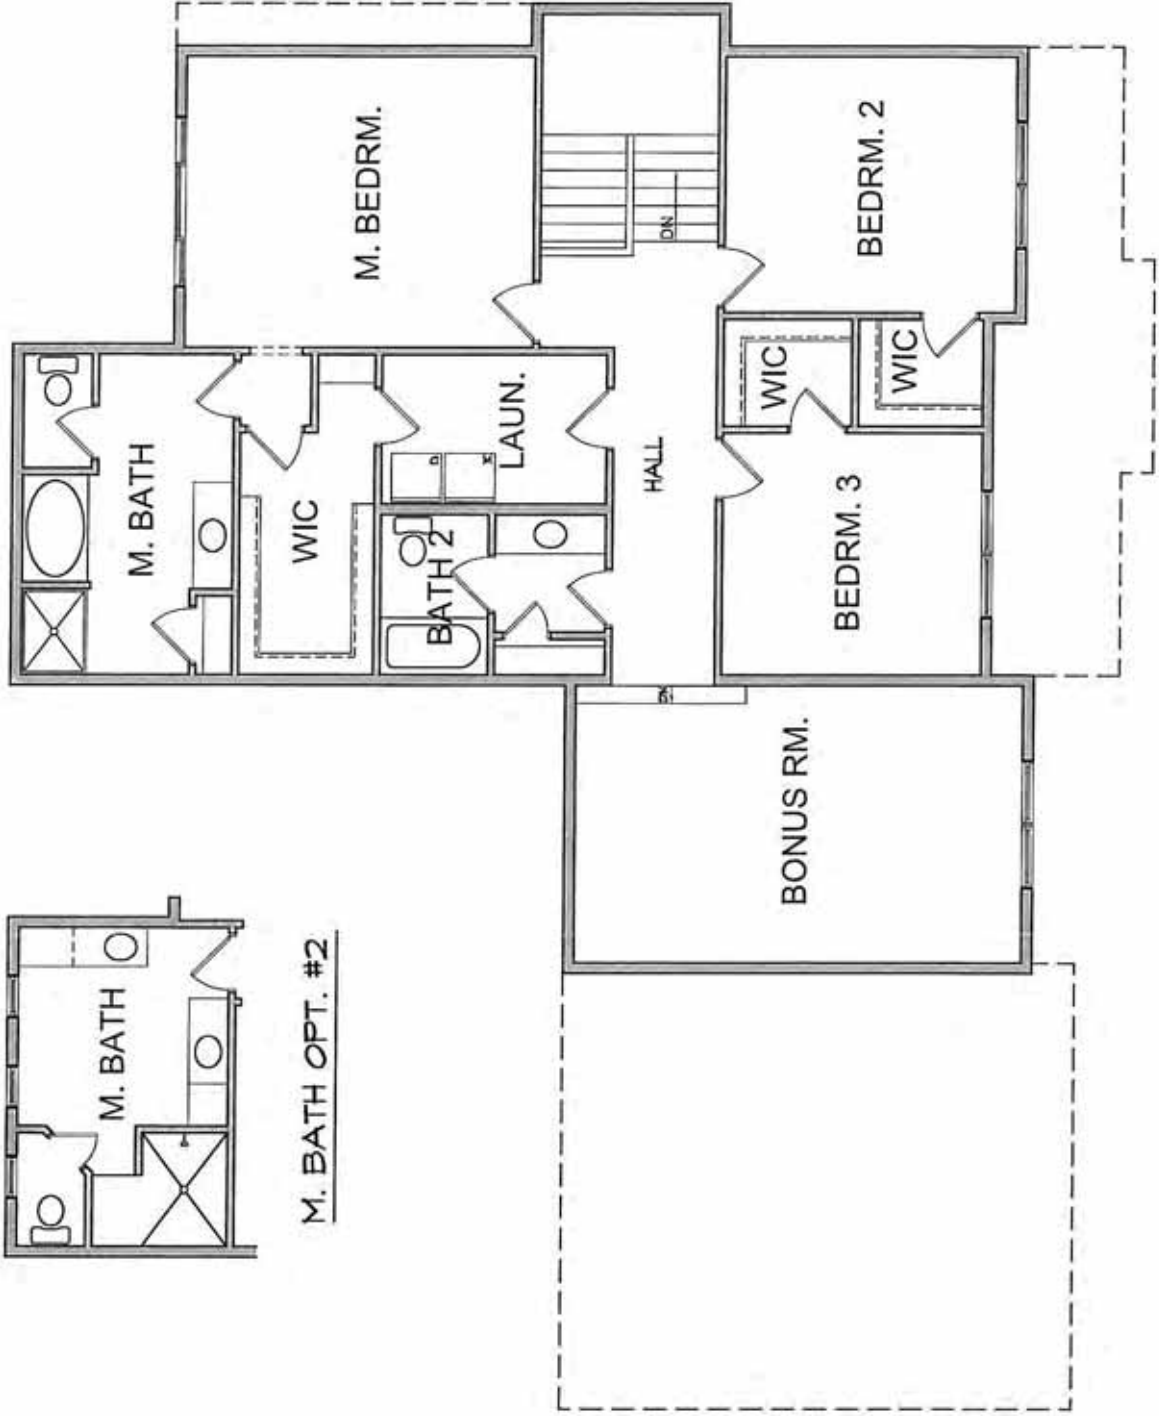 M. BEDRM.
BEDRM. 2
DN
WIC
WIC
LAUN.
D
W
HALL
M. BATH
WIC
BATH 2
BEDRM. 3
DN
BONUS RM.
M. BATH
M. BATH OPT. #2